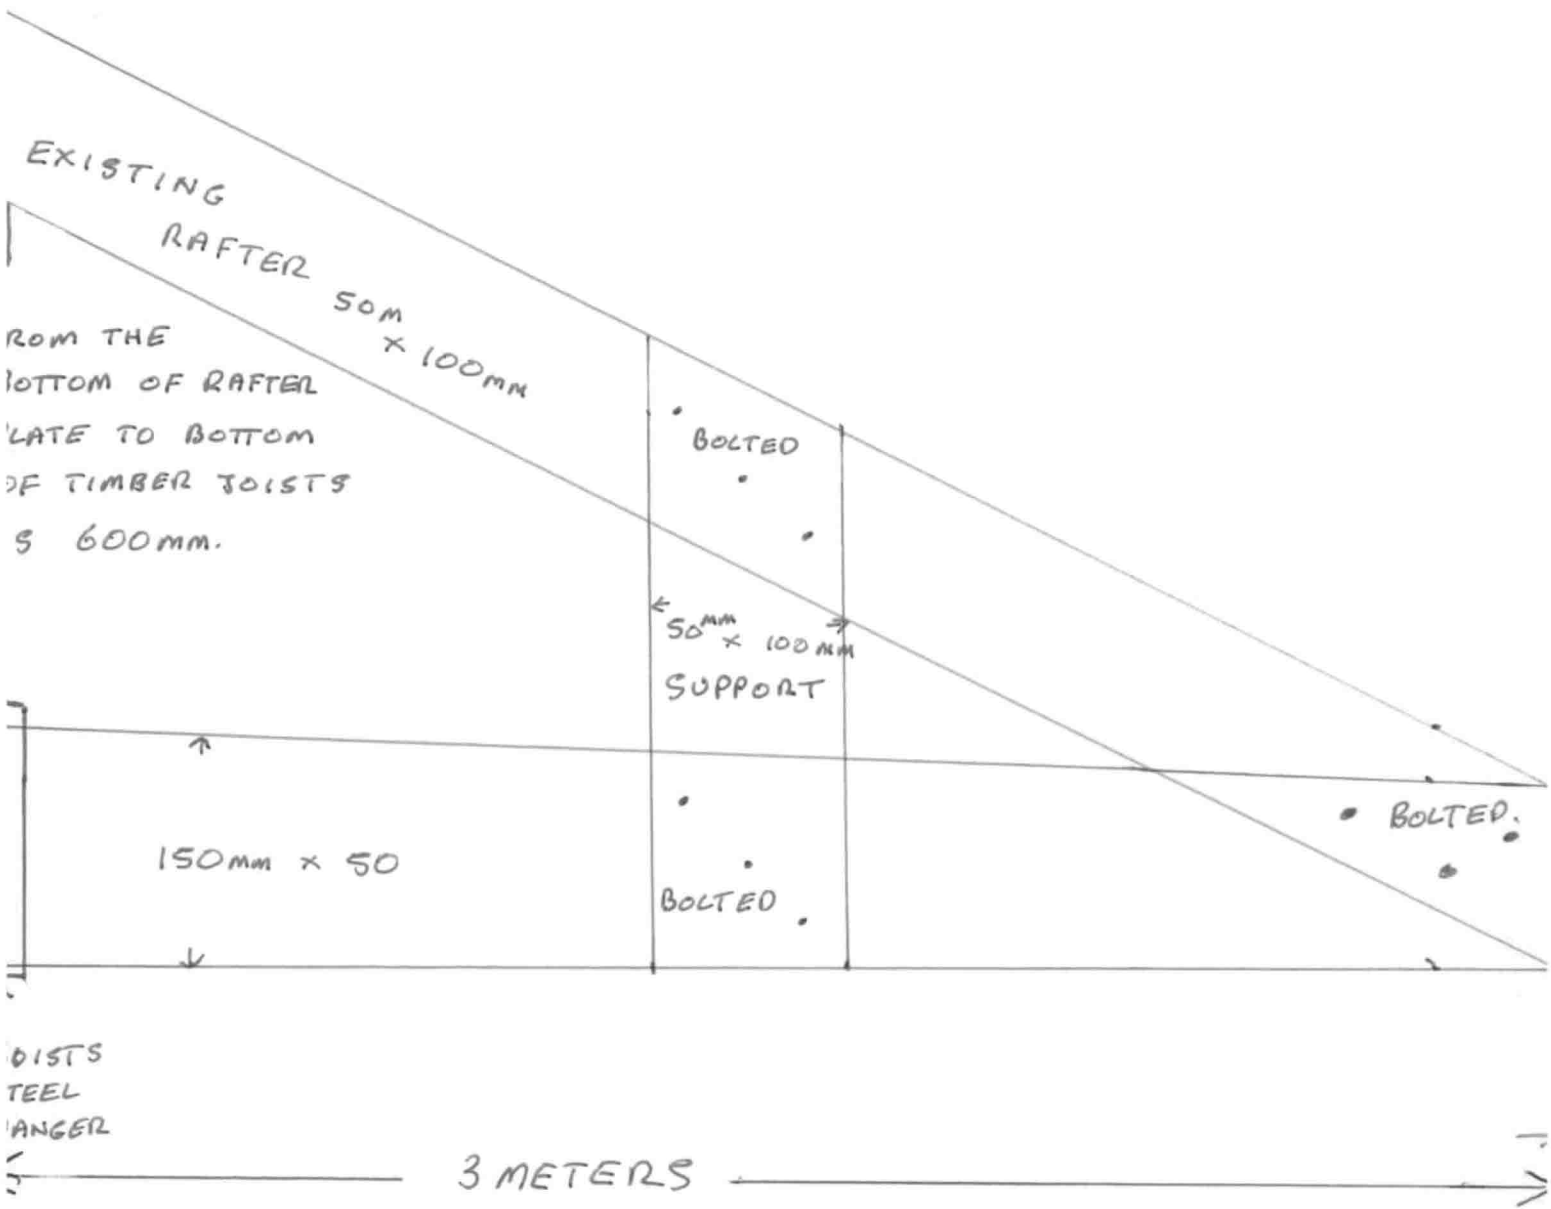 EXISTING
RAFTER 50M
× 100mm
ROM THE
BOTTOM OF RAFTER
LATE TO BOTTOM
OF TIMBER JOISTS
S 600mm.
BOLTED
50mm × 100mm
SUPPORT
150mm × 50
BOLTED
BOLTED.
OISTS
TEEL
ANGER
3 METERS